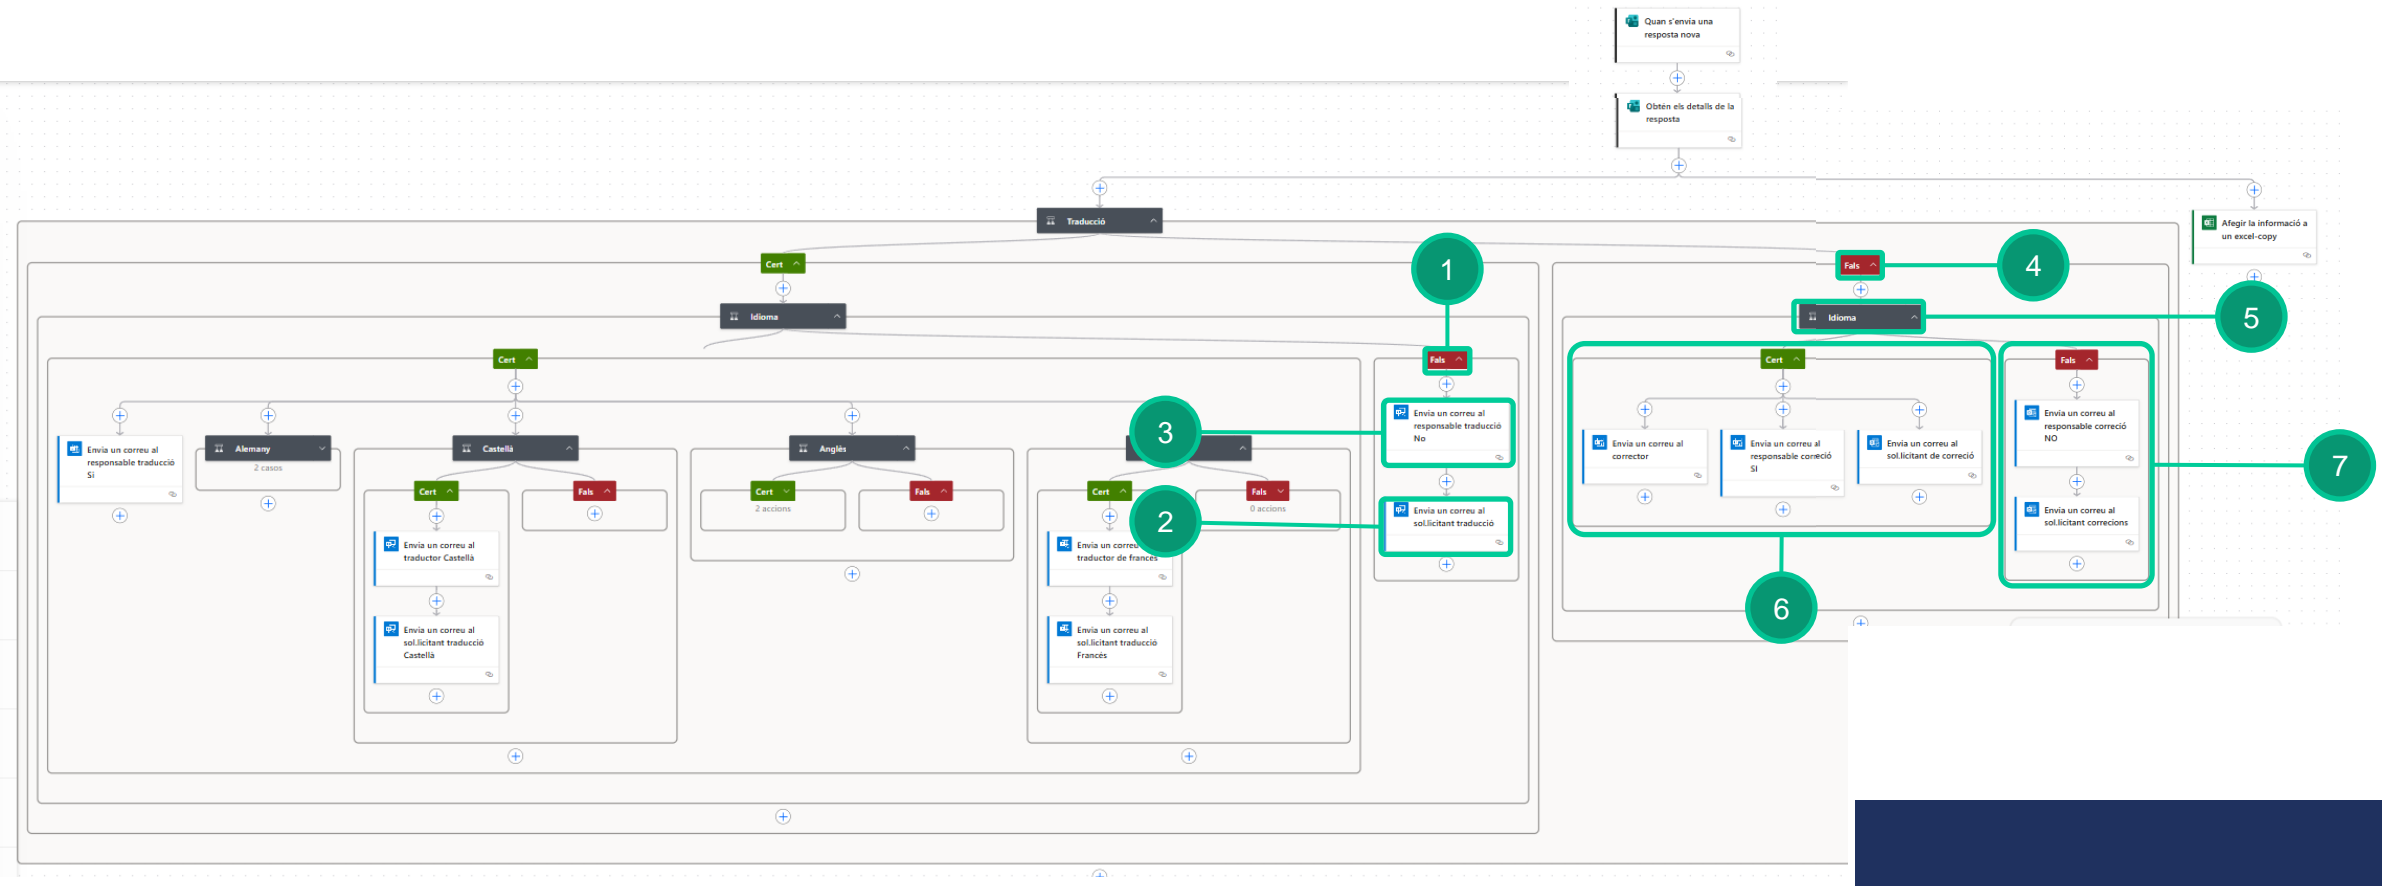 Quan s'envia una
resposta nova
Obtén els detalls de la
resposta
Traducció
Afegir la informació a
un excel-copy
Cert
1
Fals
4
Idioma
Idioma
5
Cert
Fals
Cert
Fals
Envia un correu al
responsable traducció
Si
Alemany
2 casos
Castellà
Anglès
3
Envia un correu al
responsable traducció
No
Envia un correu al
corrector
Envia un correu al
responsable correció
SI
Envia un correu al
sol.licitant de correció
Envia un correu al
responsable correció
NO
7
Cert
Fals
Cert
2 accions
Fals
Cert
Fals
0 accions
2
Envia un correu al
sol.licitant traducció
Envia un correu al
sol.licitant correcions
Envia un correu al
traductor Castellà
Envia un correu
traductor de francés
6
Envia un correu al
sol.licitant traducció
Castellà
Envia un correu al
sol.licitant traducció
Francés